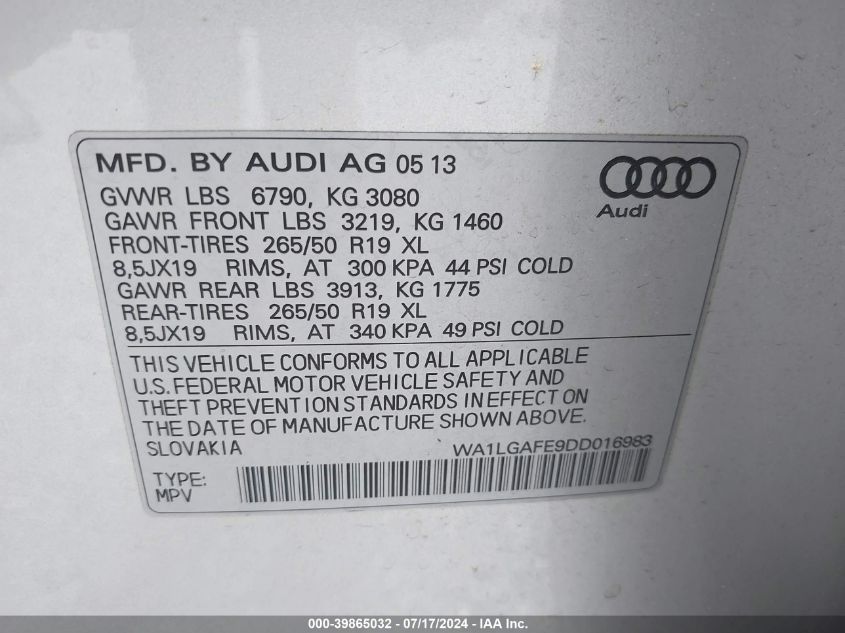 MFD. BY AUDI AG 05 13
Audi
GVWR LBS 6790, KG 3080
GAWR FRONT LBS 3219, KG 1460
FRONT-TIRES 265/50 R19 XL
8,5JX19 RIMS, AT 300 KPA 44 PSI COLD
GAWR REAR LBS 3913, KG 1775
REAR-TIRES 265/50 R19 XL
8,5JX19 RIMS, AT 340 KPA 49 PSI COLD
THIS VEHICLE CONFORMS TO ALL APPLICABLE
U.S. FEDERAL MOTOR VEHICLE SAFETY AND
THEFT PREVENTION STANDARDS IN EFFECT ON
THE DATE OF MANUFACTURE SHOWN ABOVE.
SLOVAKIA WA1LGAFE9DD016983
TYPE:
MPV
000-39865032 - 07/17/2024 - IAA Inc.